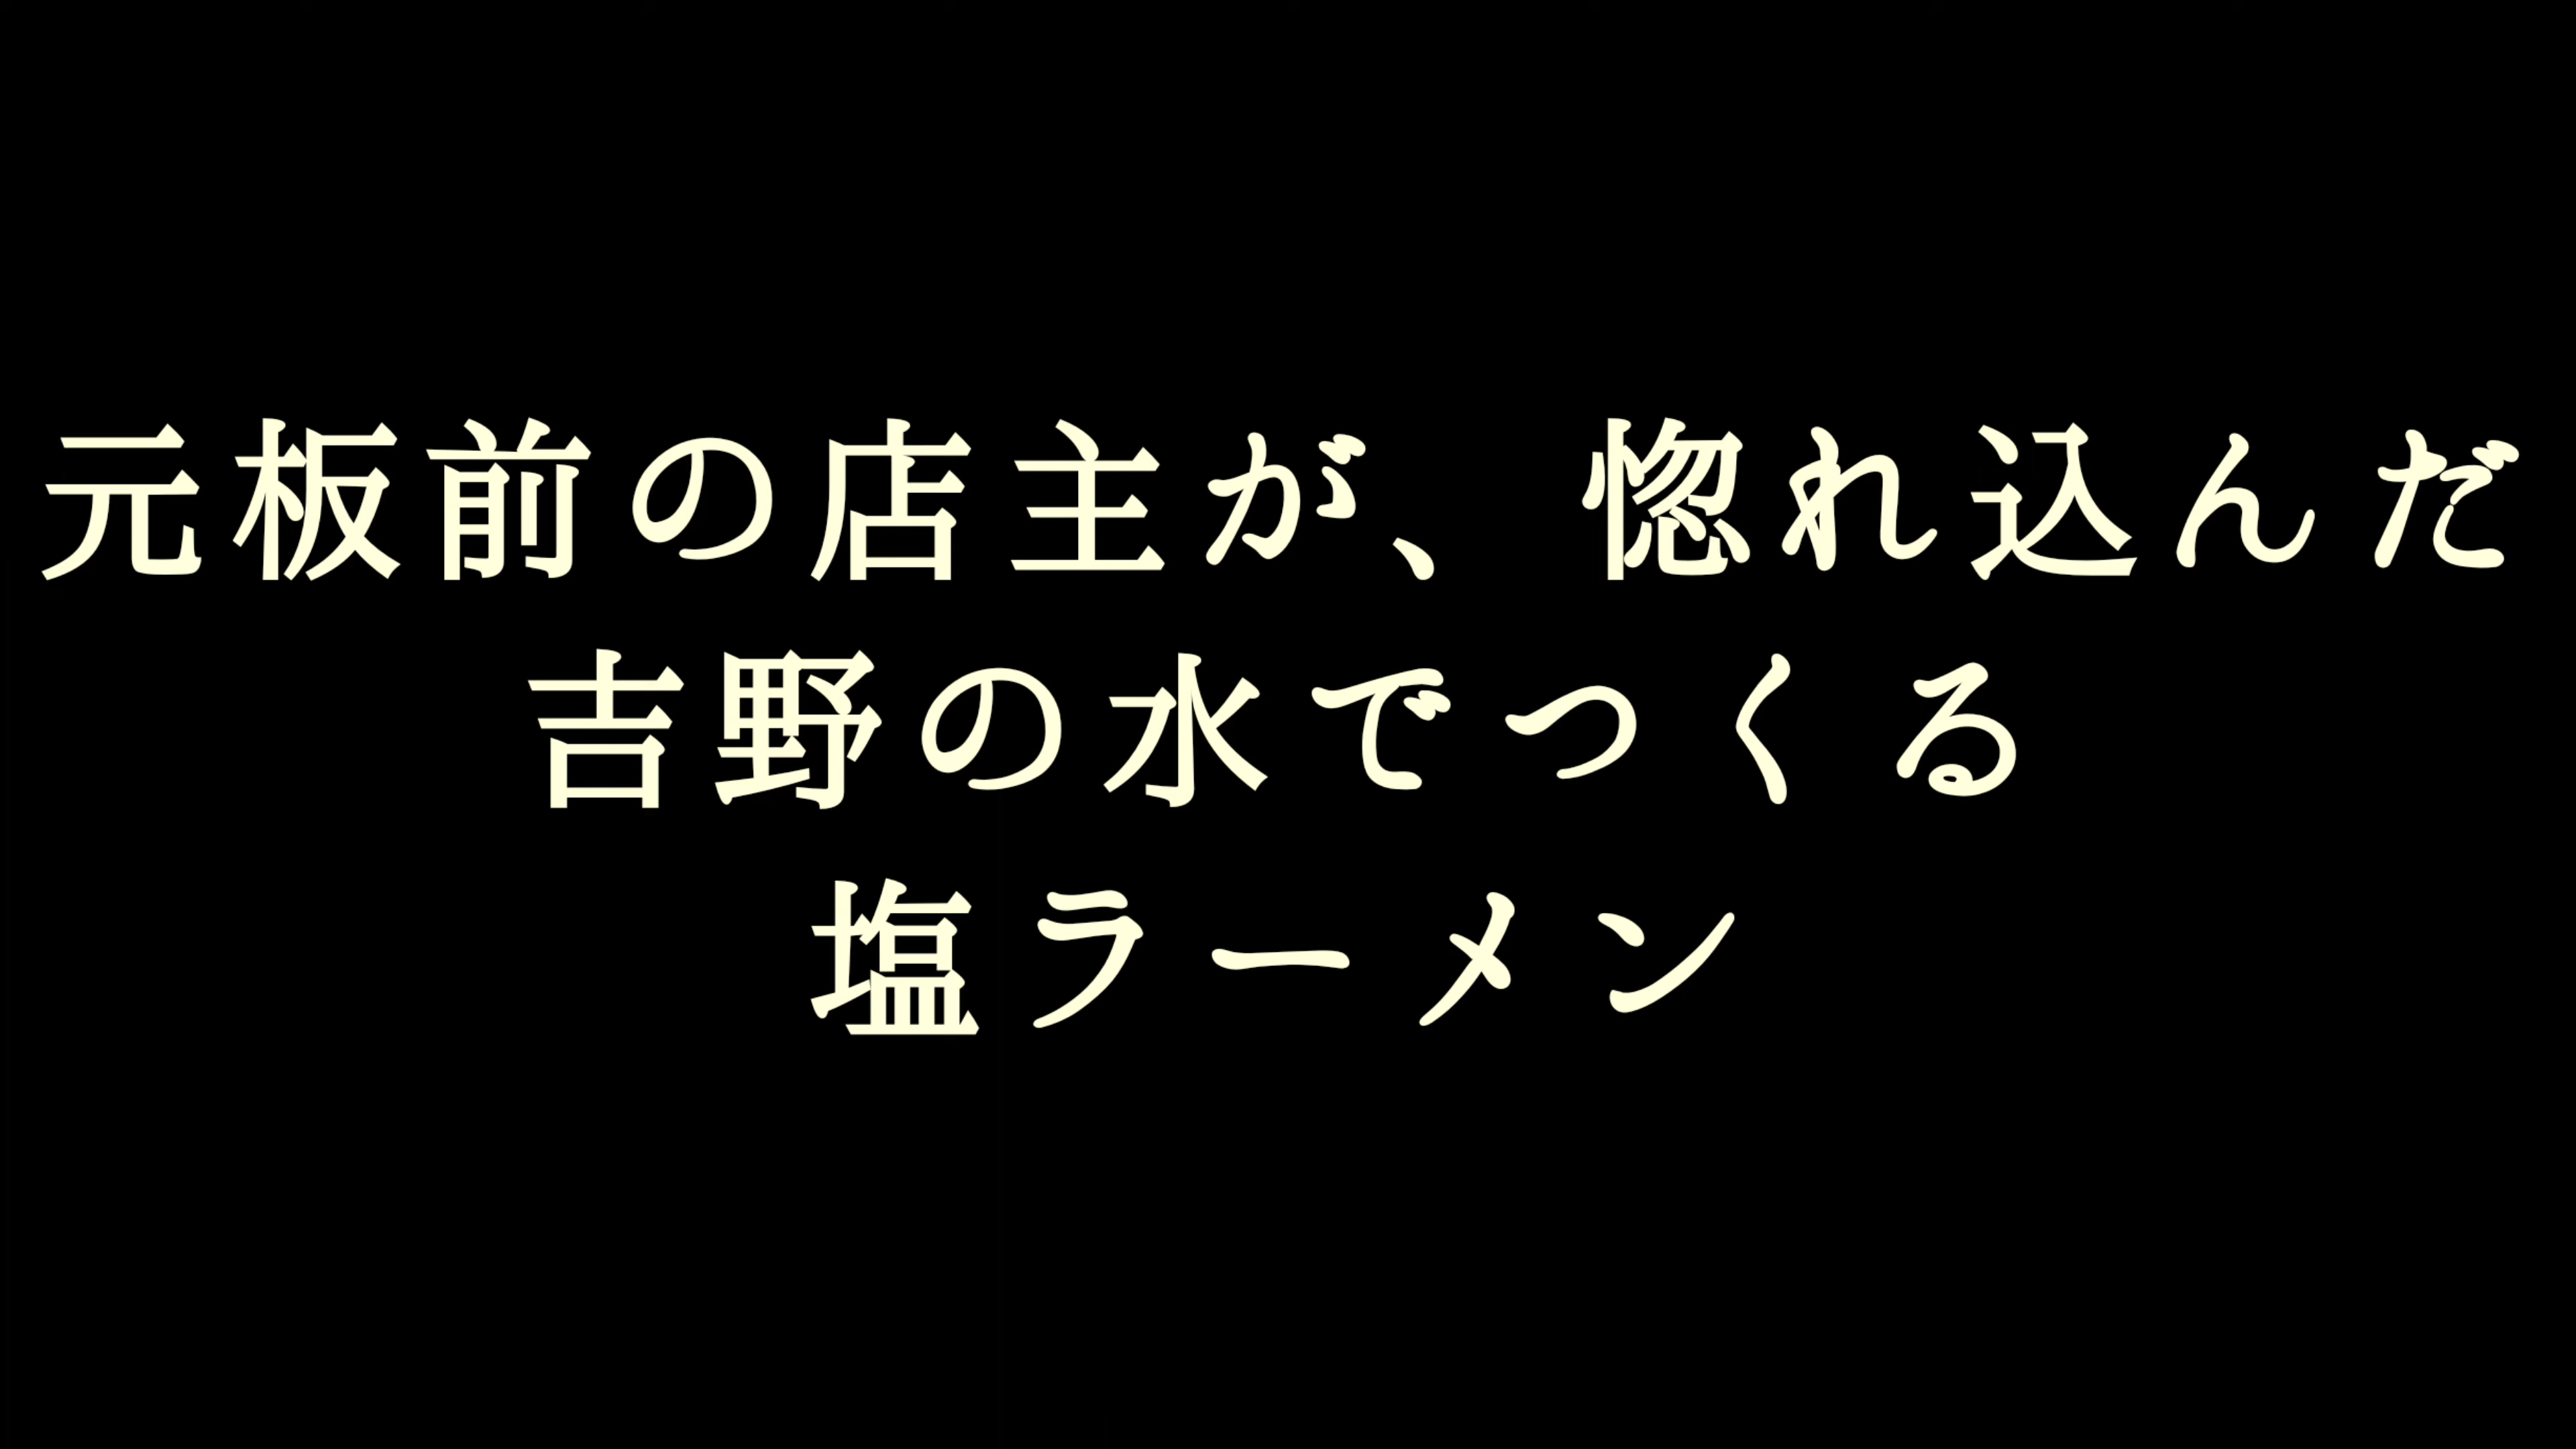 元板前の店主が、惚れ込んだ
吉野の水でつくる
塩ラーメン